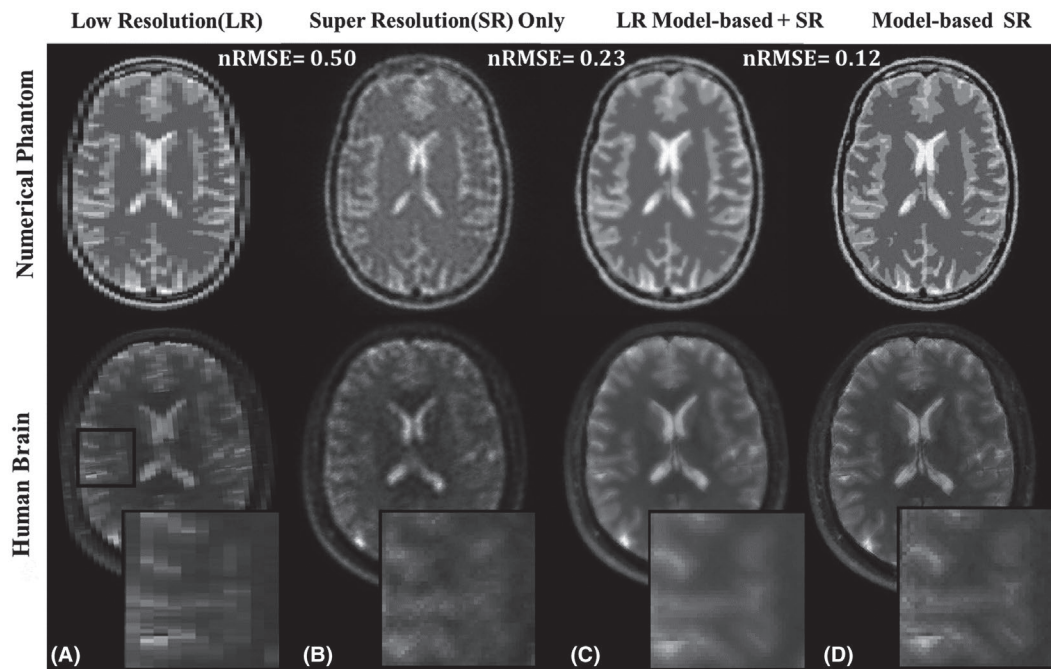 Low Resolution(LR)
Super Resolution(SR) Only
LR Model-based + SR
Model-based SR
nRMSE= 0.50
nRMSE= 0.23
nRMSE= 0.12
Numerical Phantom
Human Brain
(A)
(B)
(C)
(D)